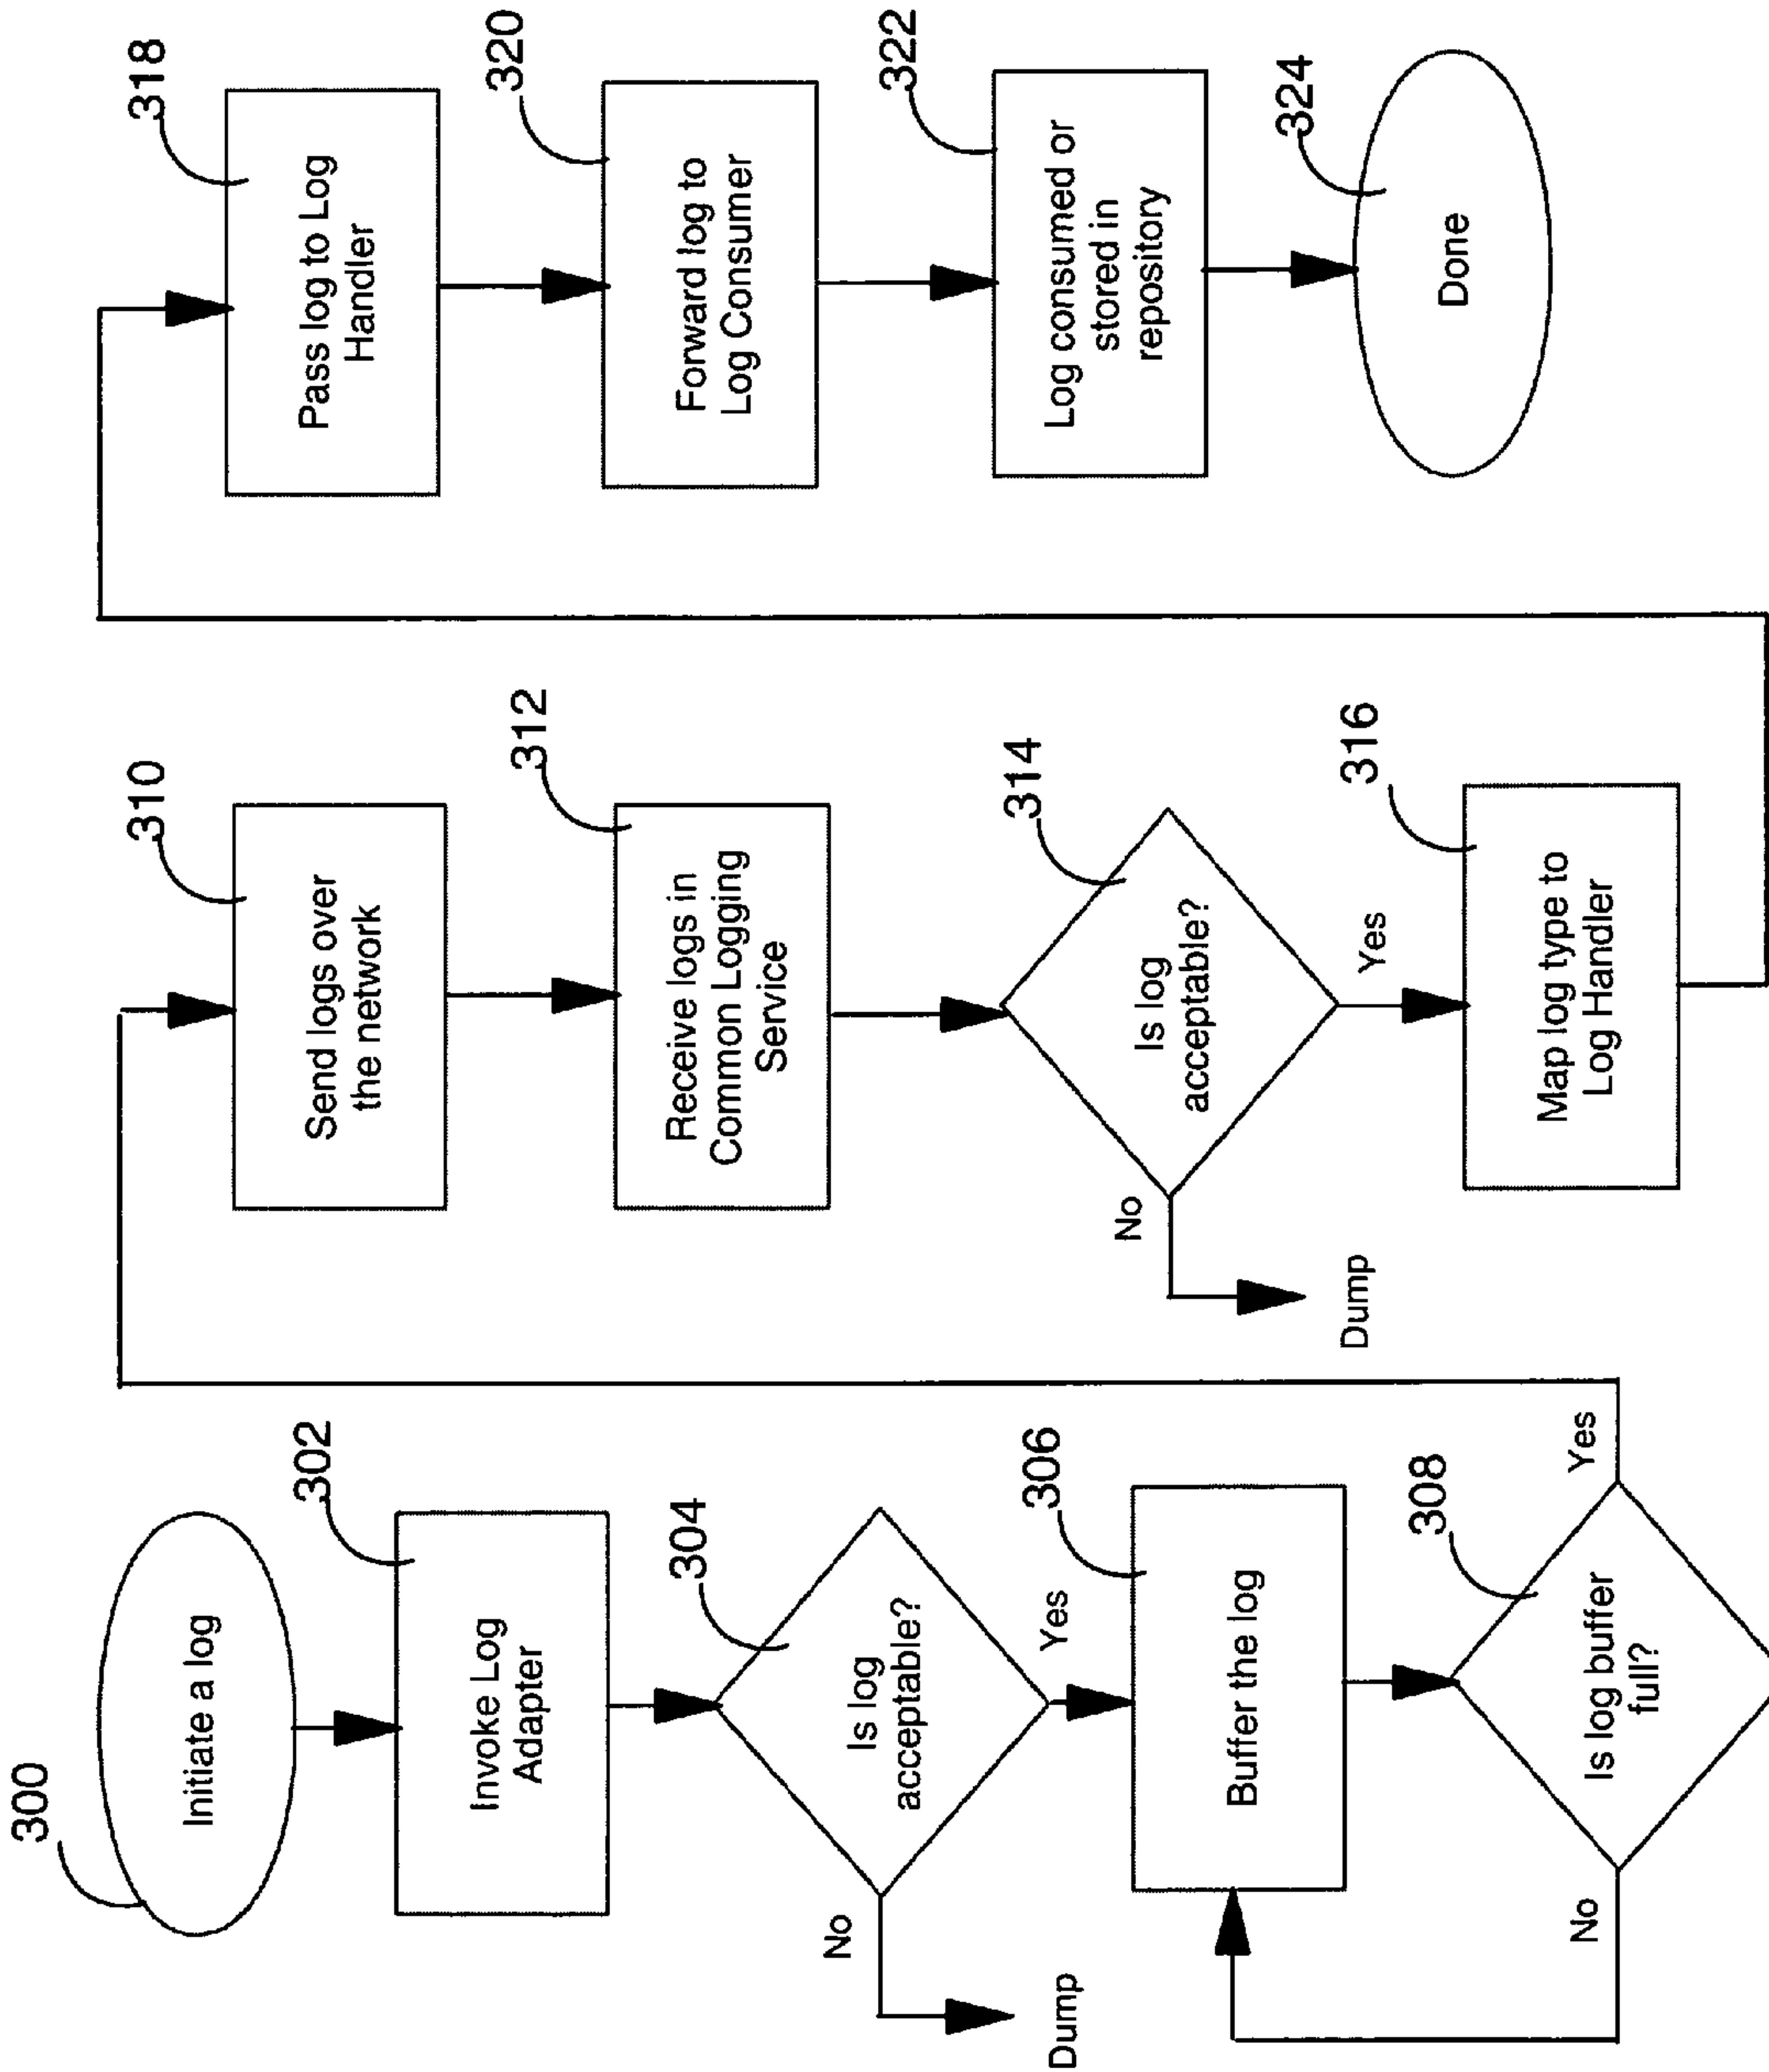 300
Initiate a log
302
Invoke Log
Adapter
304
Is log
acceptable?
No
Dump
Yes
306
Buffer the log
308
Is log buffer
full?
No
Yes
310
Send logs over
the network
312
Receive logs in
Common Logging
Service
314
Is log
acceptable?
No
Dump
Yes
316
Map log type to
Log Handler
318
Pass log to Log
Handler
320
Forward log to
Log Consumer
322
Log consumed or
stored in
repository
324
Done